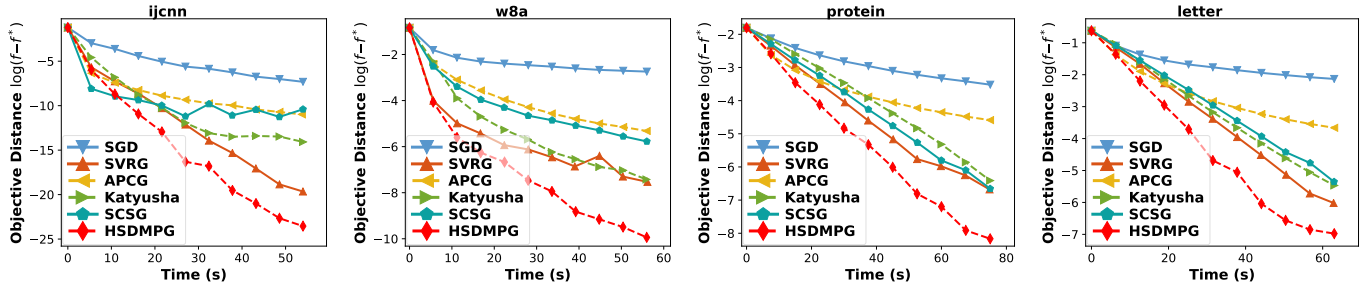 ijcnn
Objective Distance log(f−f*)
−5
−10
−15
−20
−25
SGD
SVRG
APCG
Katyusha
SCSG
HSDMPG
0 10 20 30 40 50
Time (s)
w8a
Objective Distance log(f−f*)
−2
−4
−6
−8
−10
SGD
SVRG
APCG
Katyusha
SCSG
HSDMPG
0 10 20 30 40 50 60
Time (s)
protein
Objective Distance log(f−f*)
−2
−3
−4
−5
−6
−7
−8
SGD
SVRG
APCG
Katyusha
SCSG
HSDMPG
0 20 40 60 80
Time (s)
letter
Objective Distance log(f−f*)
−1
−2
−3
−4
−5
−6
−7
SGD
SVRG
APCG
Katyusha
SCSG
HSDMPG
0 20 40 60
Time (s)